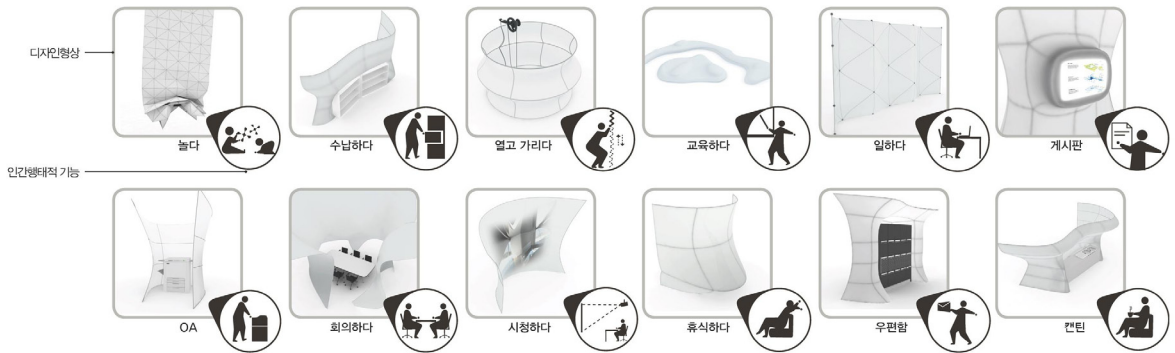 디자인형상
놀다
수납하다
열고 가리다
교육하다
일하다
게시판
인간행태적 기능
OA
회의하다
시청하다
휴식하다
우편함
캔틴